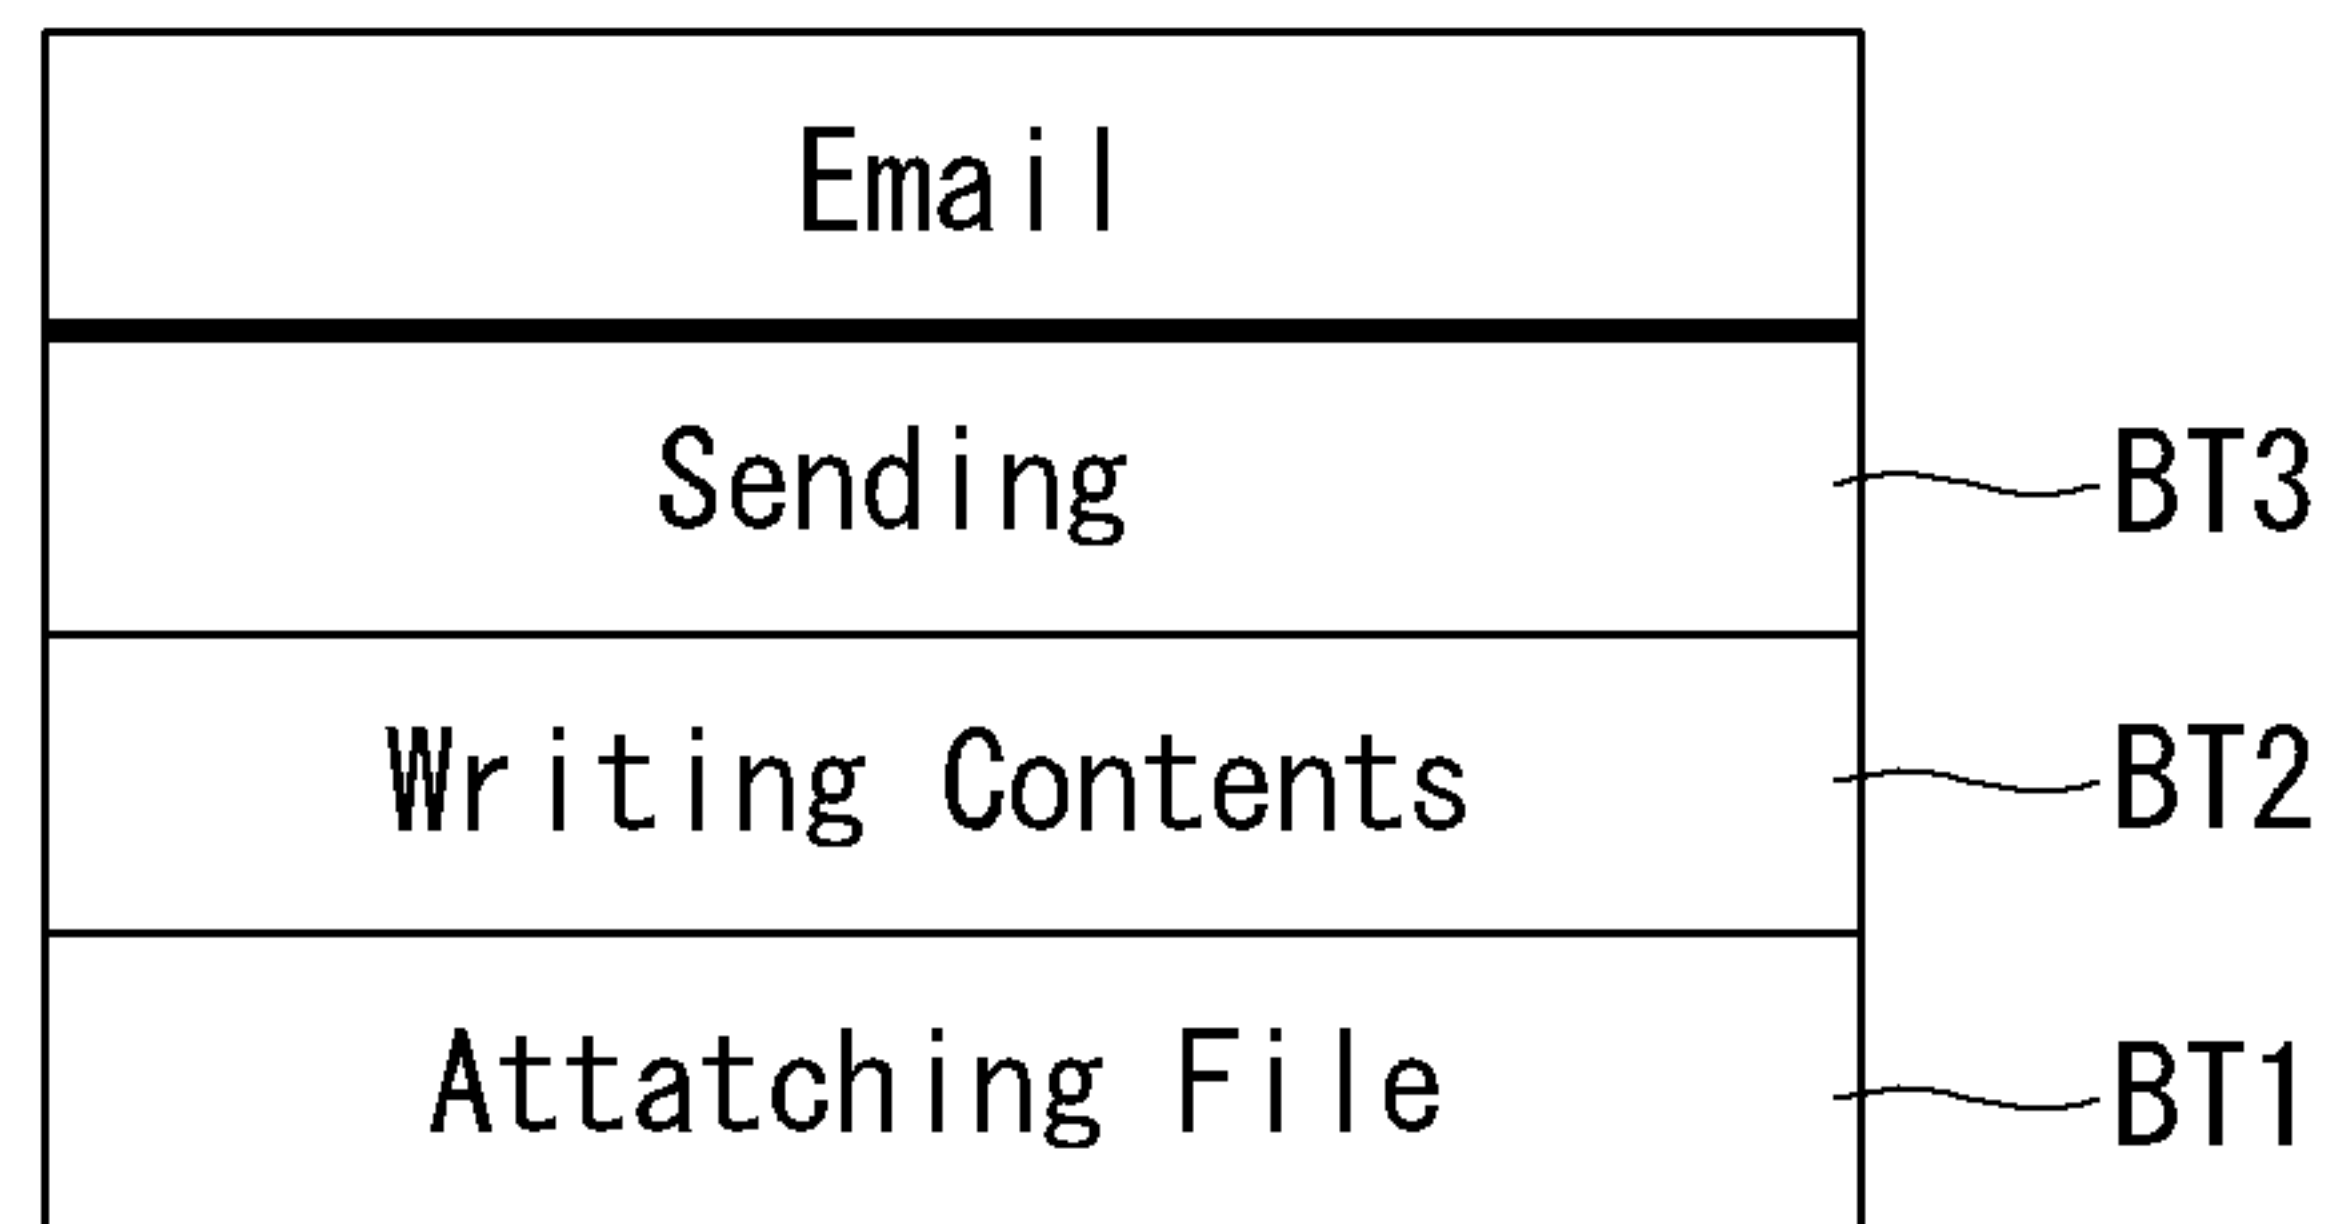 Email
Sending BT3
Writing Contents BT2
Attatching File BT1